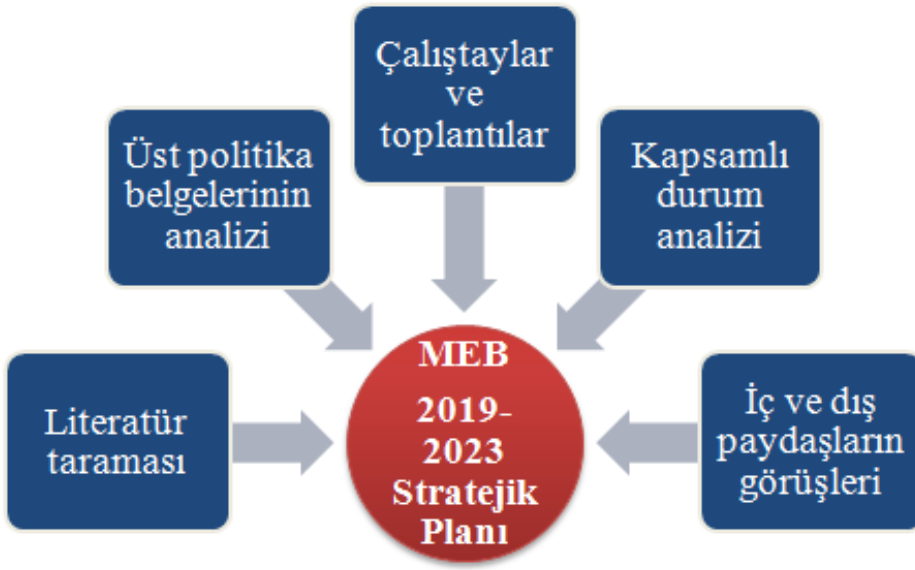 Çalıştaylar
ve
toplantılar
Üst politika
belgelerinin
analizi
Kapsamlı
durum
analizi
Literatür
taraması
MEB
2019-
2023
Stratejik
Planı
İç ve dış
paydaşların
görüşleri